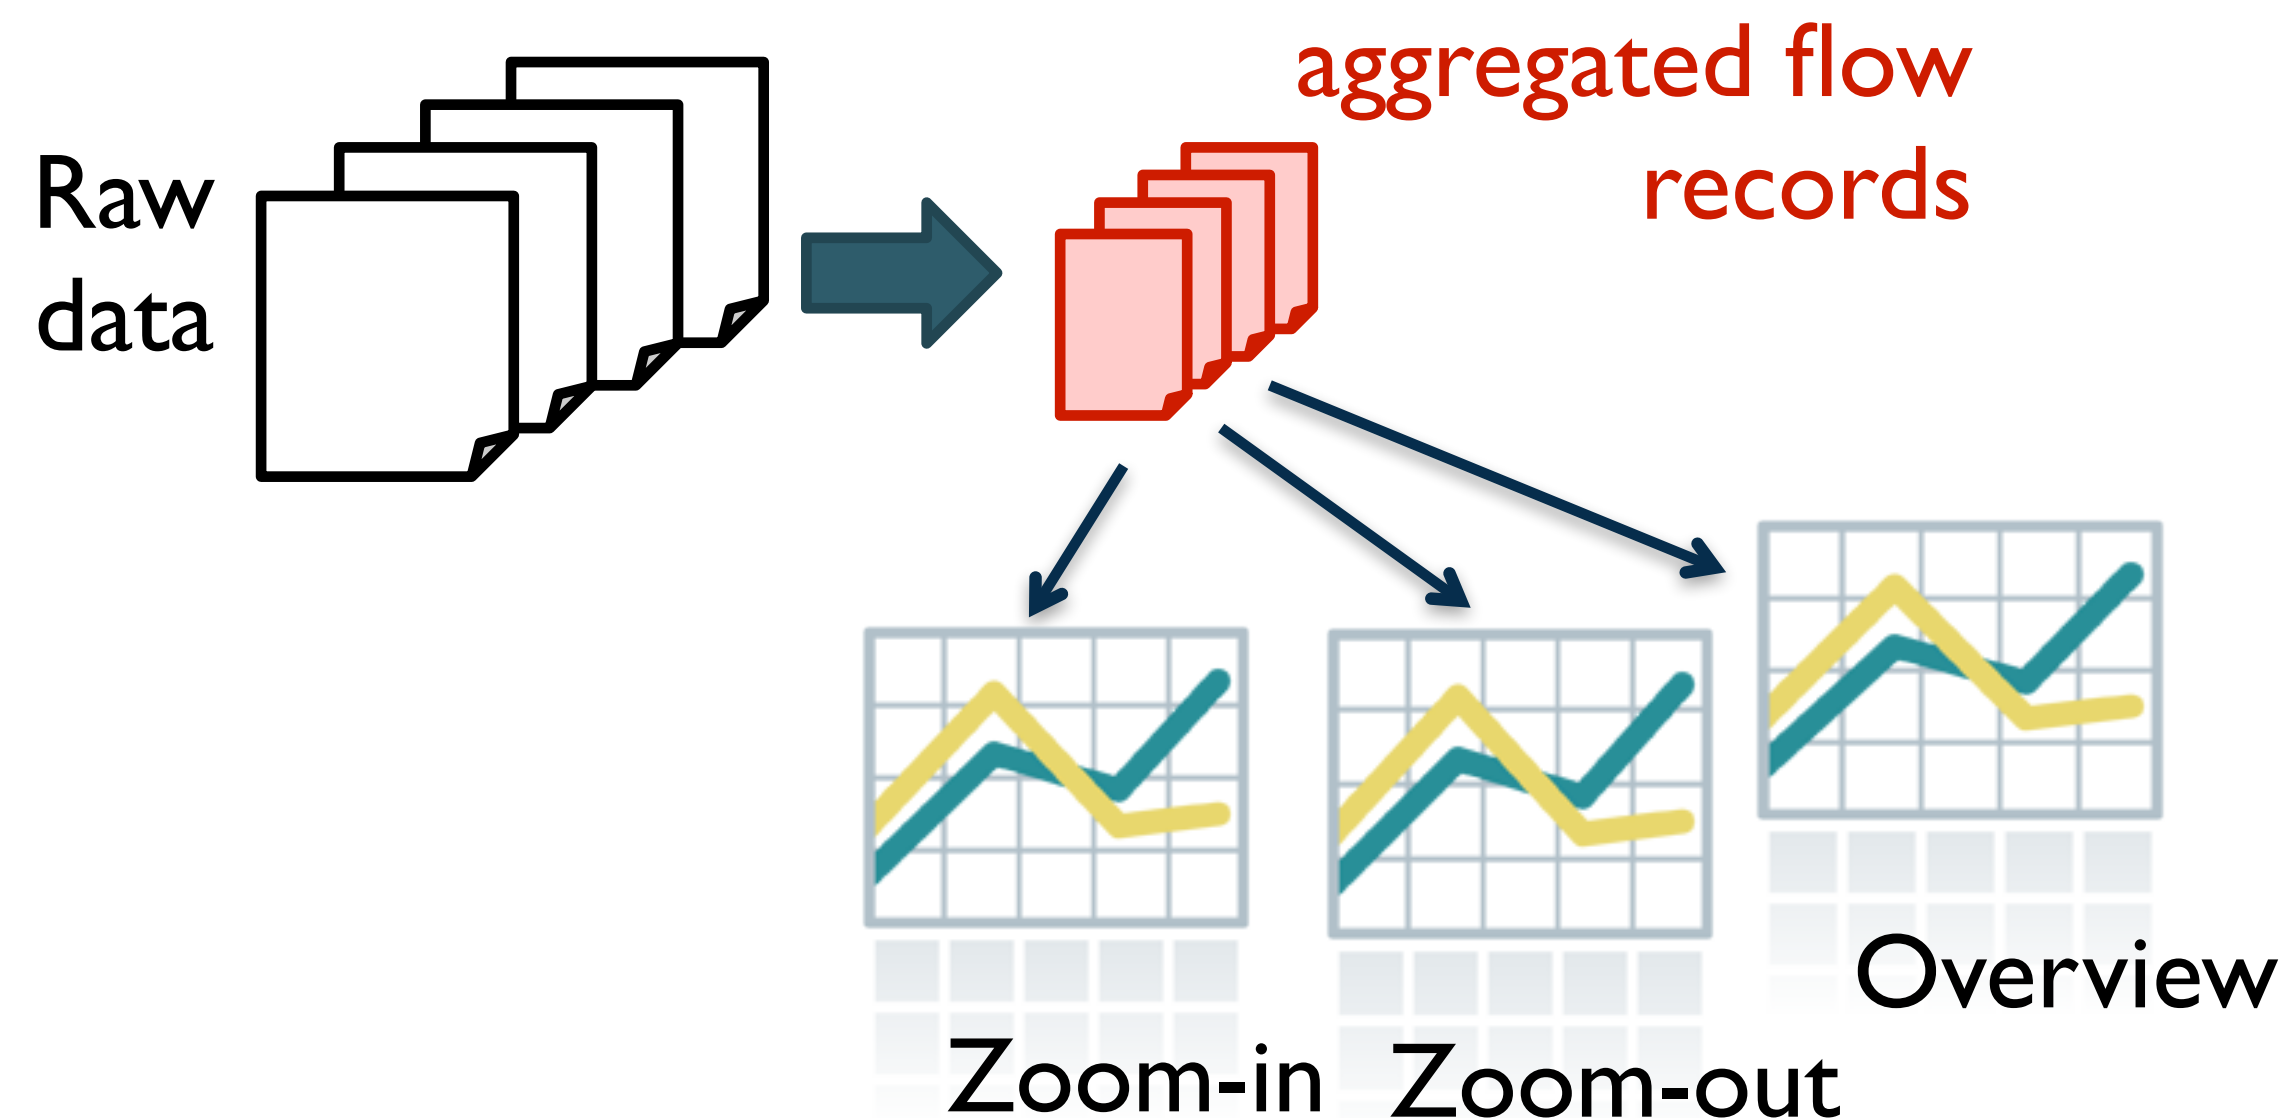 Raw
data
aggregated flow
records
Overview
Zoom-in
Zoom-out